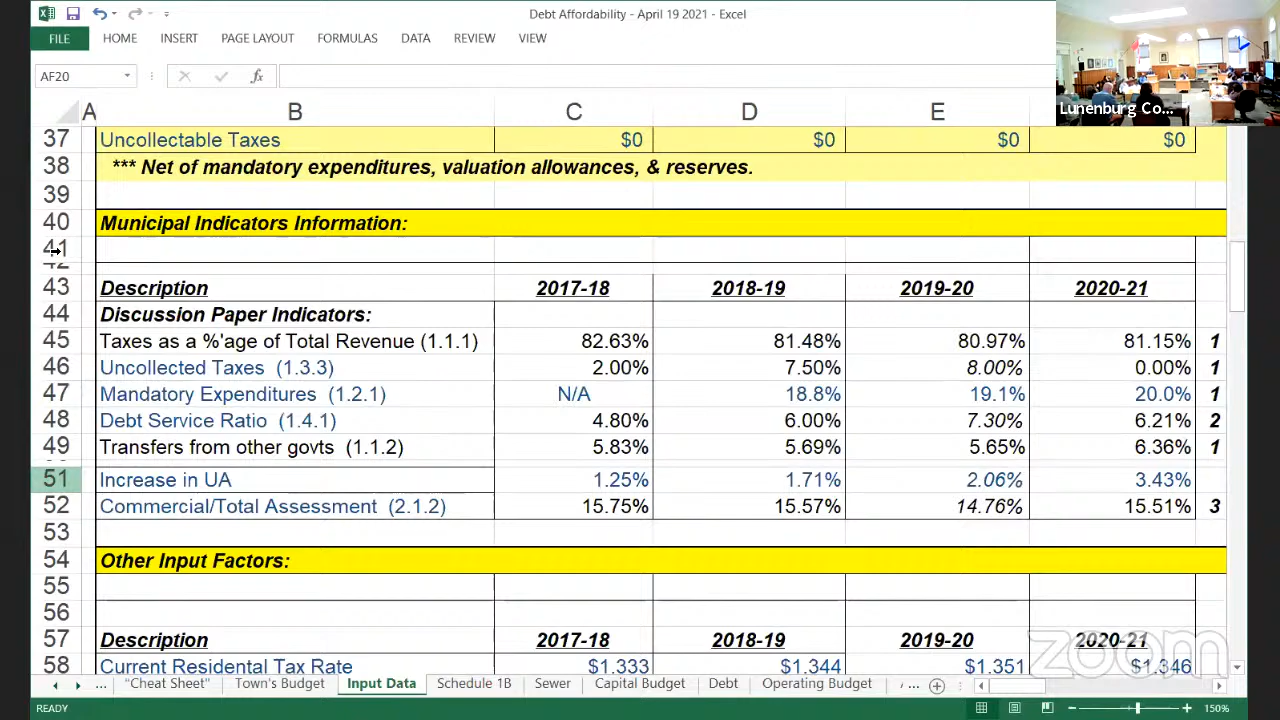 Debt Affordability - April 19 2021 - Excel
FILE HOME INSERT PAGE LAYOUT FORMULAS DATA REVIEW VIEW
AF20 fx
Lunenburg Co...
A B C D E
37 Uncollectable Taxes $0 $0 $0 $0
38 *** Net of mandatory expenditures, valuation allowances, & reserves.
39
40 Municipal Indicators Information:
41
42
43 Description 2017-18 2018-19 2019-20 2020-21
44 Discussion Paper Indicators:
45 Taxes as a %'age of Total Revenue (1.1.1) 82.63% 81.48% 80.97% 81.15% 1
46 Uncollected Taxes (1.3.3) 2.00% 7.50% 8.00% 0.00% 1
47 Mandatory Expenditures (1.2.1) N/A 18.8% 19.1% 20.0% 1
48 Debt Service Ratio (1.4.1) 4.80% 6.00% 7.30% 6.21% 2
49 Transfers from other govts (1.1.2) 5.83% 5.69% 5.65% 6.36% 1
51 Increase in UA 1.25% 1.71% 2.06% 3.43%
52 Commercial/Total Assessment (2.1.2) 15.75% 15.57% 14.76% 15.51% 3
53
54 Other Input Factors:
55
56
57 Description 2017-18 2018-19 2019-20 2020-21
58 Current Residential Tax Rate $1.333 $1.344 $1.351 $1.346
zoom
... "Cheat Sheet" Town's Budget Input Data Schedule 1B Sewer Capital Budget Debt Operating Budget ...
READY 150%